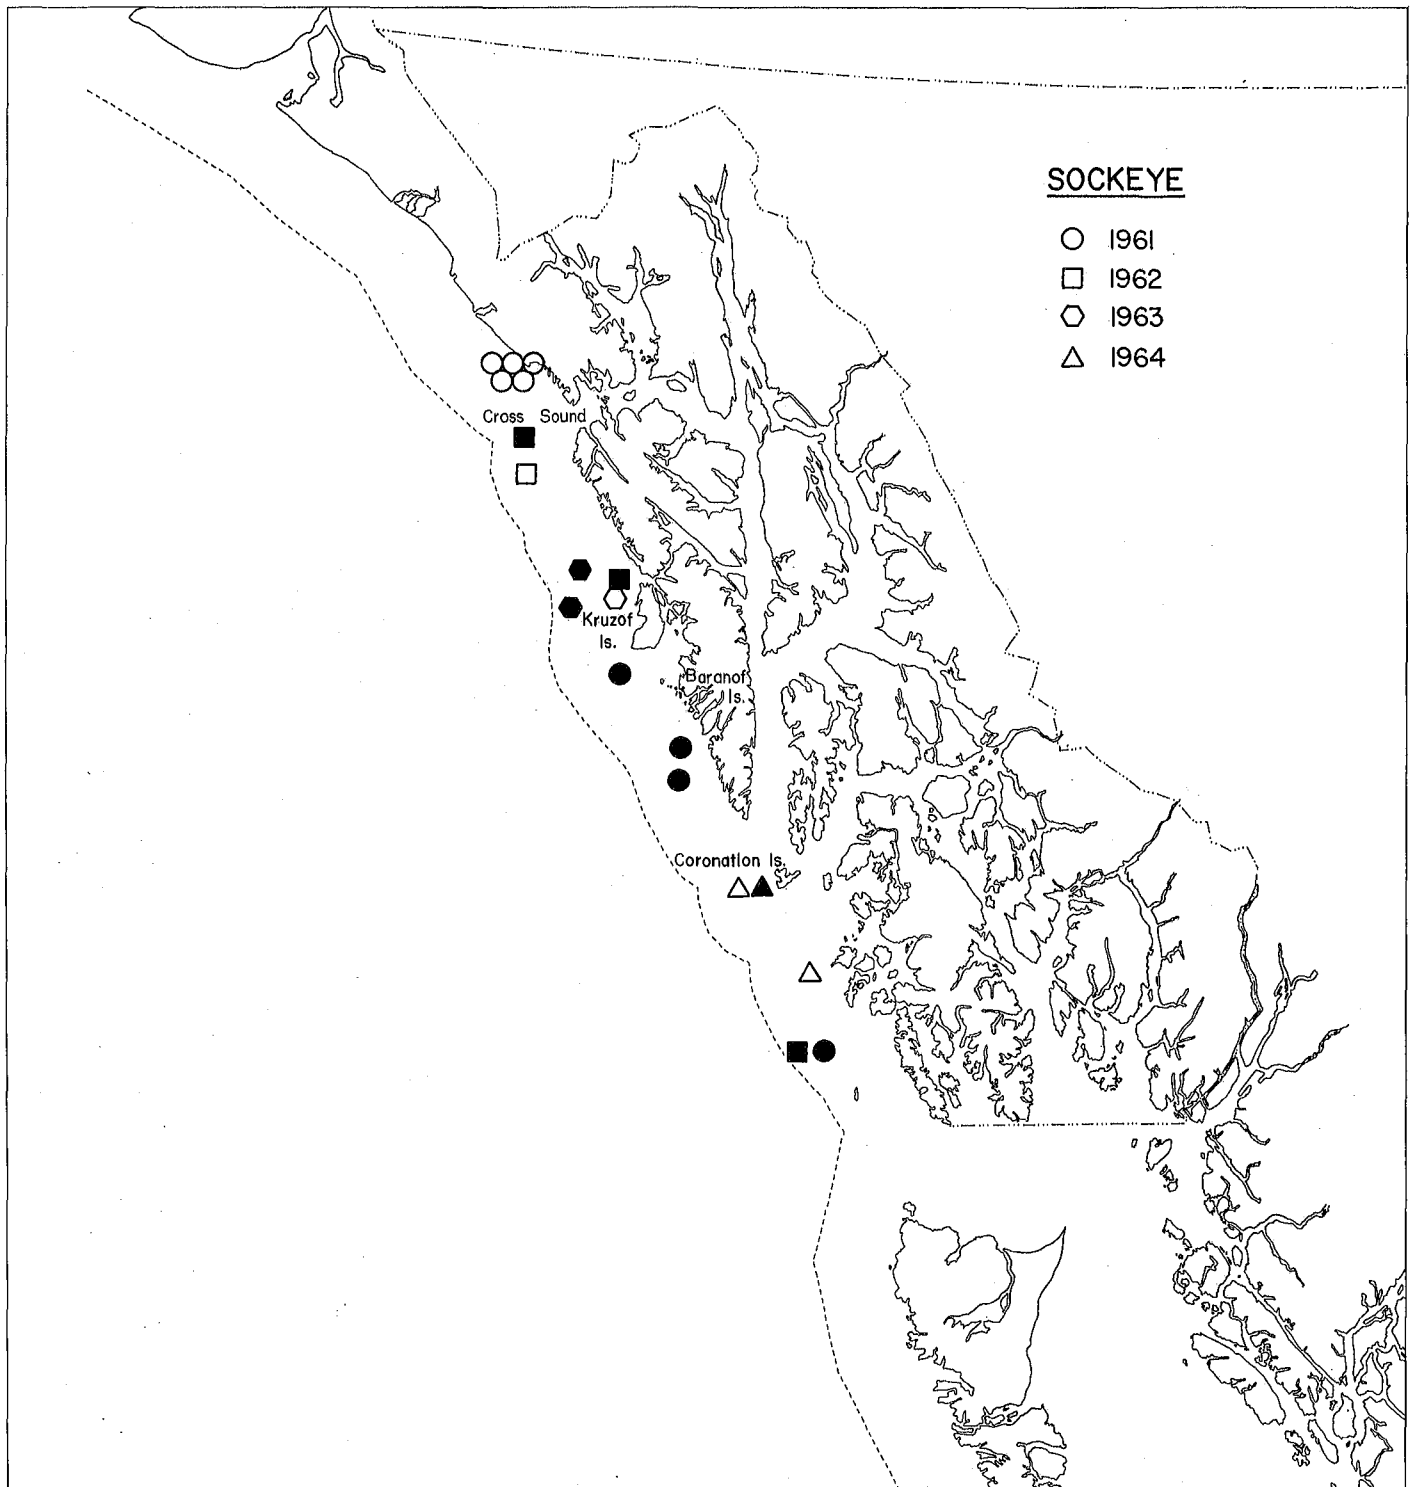 SOCKEYE
1961
1962
1963
1964
Cross Sound
Kruzof
Is.
Baranof
Is.
Coronation Is.